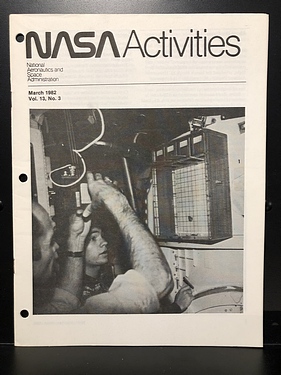 NASA Activities
National
Aeronautics and
Space
Administration
March 1982
Vol. 13, No. 3